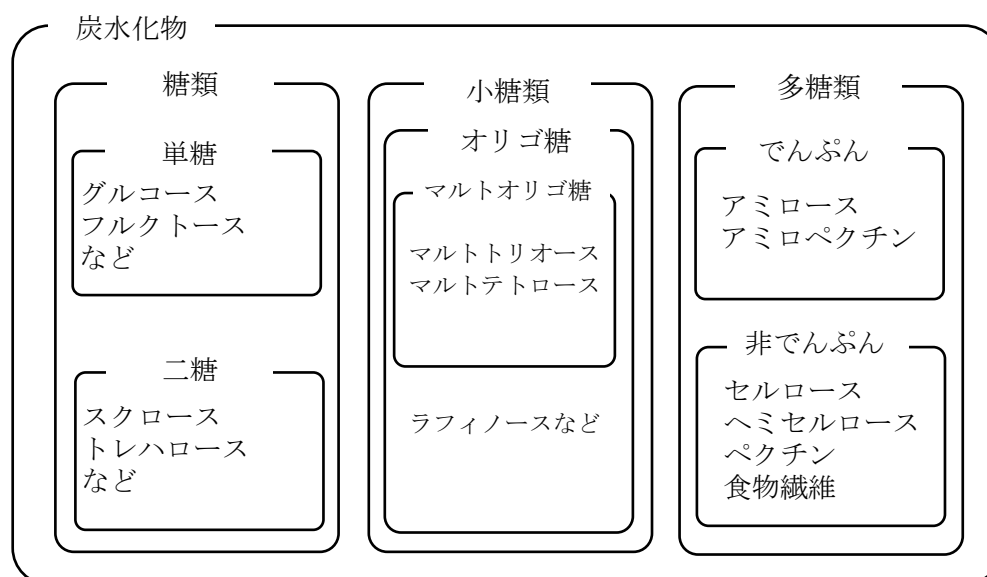 炭水化物
糖類
単糖
グルコース
フルクトース
など
二糖
スクロース
トレハロース
など
小糖類
オリゴ糖
マルトオリゴ糖
マルトトリオース
マルトテトロース
ラフィノースなど
多糖類
でんぷん
アミロース
アミロペクチン
非でんぷん
セルロース
ヘミセルロース
ペクチン
食物繊維